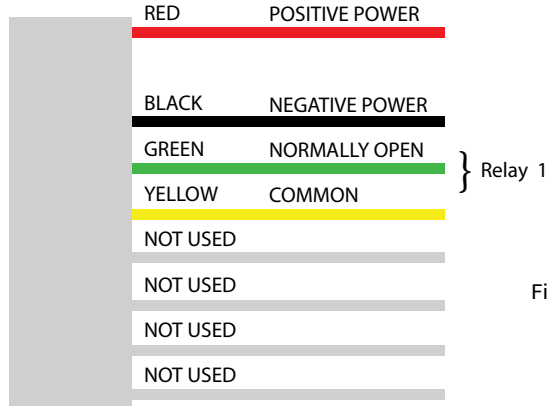 RED POSITIVE POWER
BLACK NEGATIVE POWER
GREEN NORMALLY OPEN
} Relay 1
YELLOW COMMON
NOT USED
NOT USED
Fi
NOT USED
NOT USED